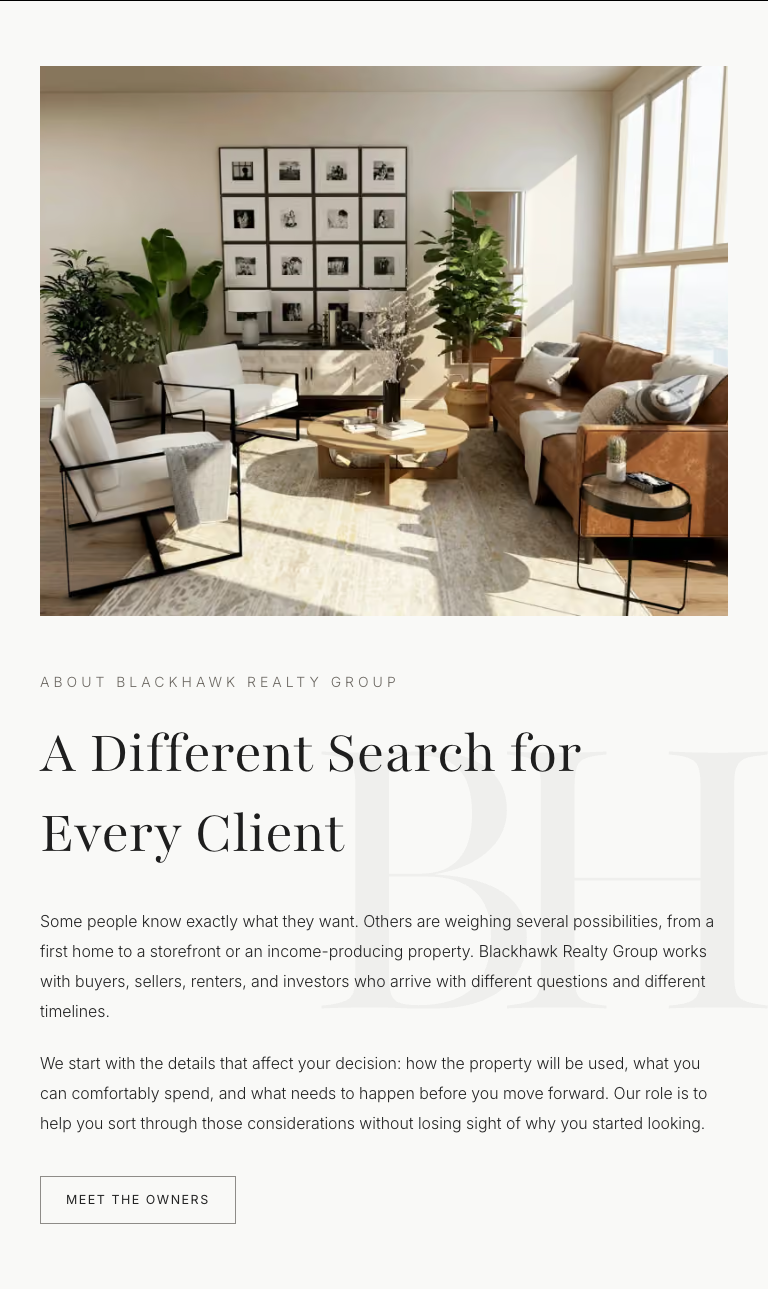 ABOUT BLACKHAWK REALTY GROUP
A Different Search for
Every Client
BH
Some people know exactly what they want. Others are weighing several possibilities, from a
first home to a storefront or an income-producing property. Blackhawk Realty Group works
with buyers, sellers, renters, and investors who arrive with different questions and different
timelines.
We start with the details that affect your decision: how the property will be used, what you
can comfortably spend, and what needs to happen before you move forward. Our role is to
help you sort through those considerations without losing sight of why you started looking.
MEET THE OWNERS